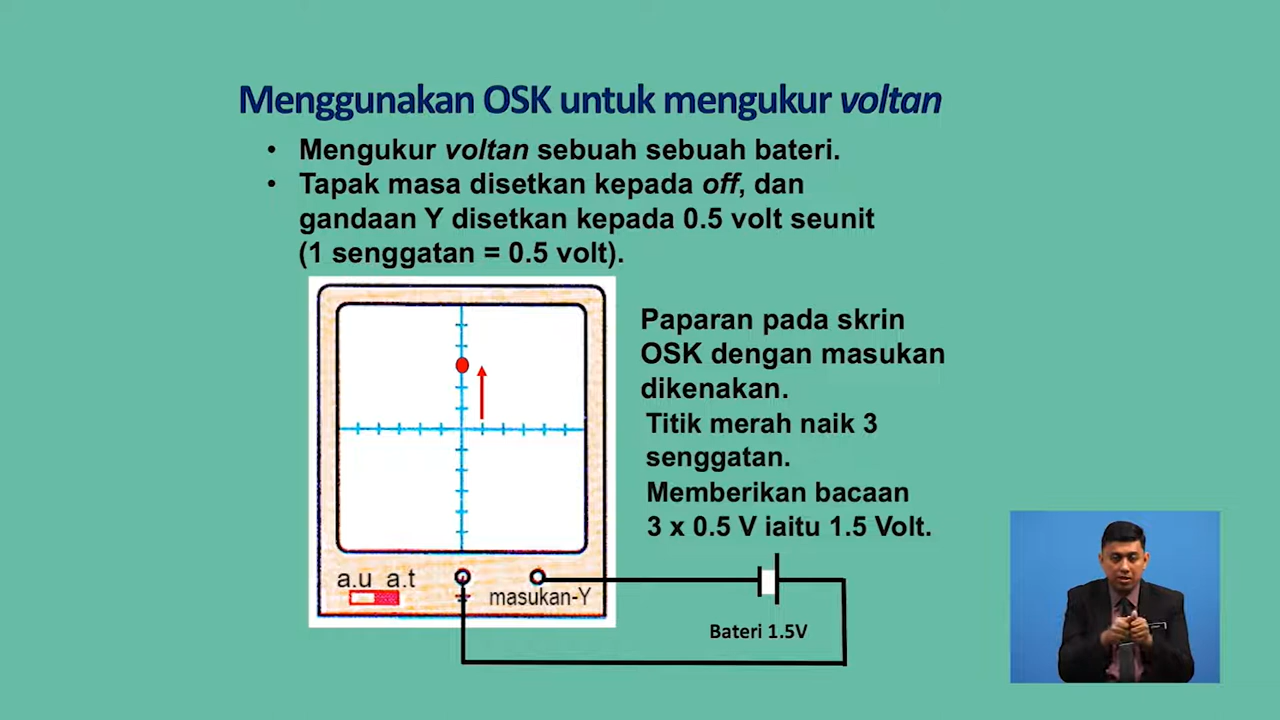 Menggunakan OSK untuk mengukur voltan
• Mengukur voltan sebuah sebuah bateri.
• Tapak masa disetkan kepada off, dan
gandaan Y disetkan kepada 0.5 volt seunit
(1 senggatan = 0.5 volt).
Paparan pada skrin
OSK dengan masukan
dikenakan.
Titik merah naik 3
senggatan.
Memberikan bacaan
3 x 0.5 V iaitu 1.5 Volt.
a.u a.t
masukan-Y
Bateri 1.5V